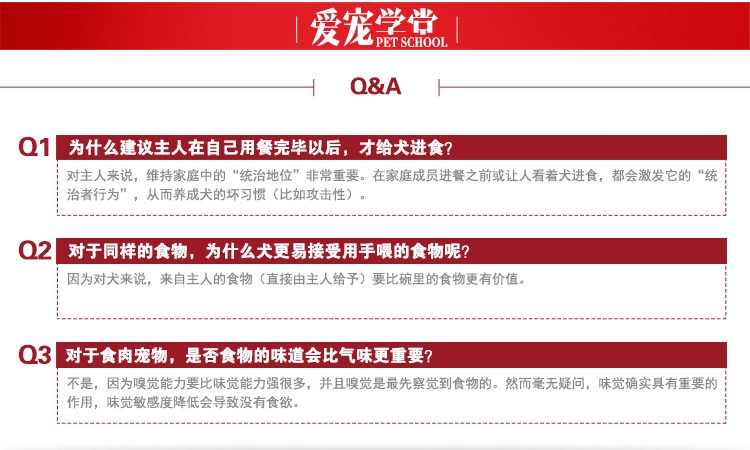 爱宠学堂
PET SCHOOL
Q&A
Q1 为什么建议主人在自己用餐完毕以后，才给犬进食？
对主人来说，维持家庭中的“统治地位”非常重要。在家庭成员进餐之前或让人看着犬进食，都会激发它的“统
治者行为”，从而养成犬的坏习惯（比如攻击性）。
Q2 对于同样的食物，为什么犬更易接受用手喂的食物呢？
因为对犬来说，来自主人的食物（直接由主人给予）要比碗里的食物更有价值。
Q3 对于食肉宠物，是否食物的味道会比气味更重要？
不是，因为嗅觉能力要比味觉能力强很多，并且嗅觉是最先察觉到食物的。然而毫无疑问，味觉确实具有重要的
作用，味觉敏感度降低会导致没有食欲。